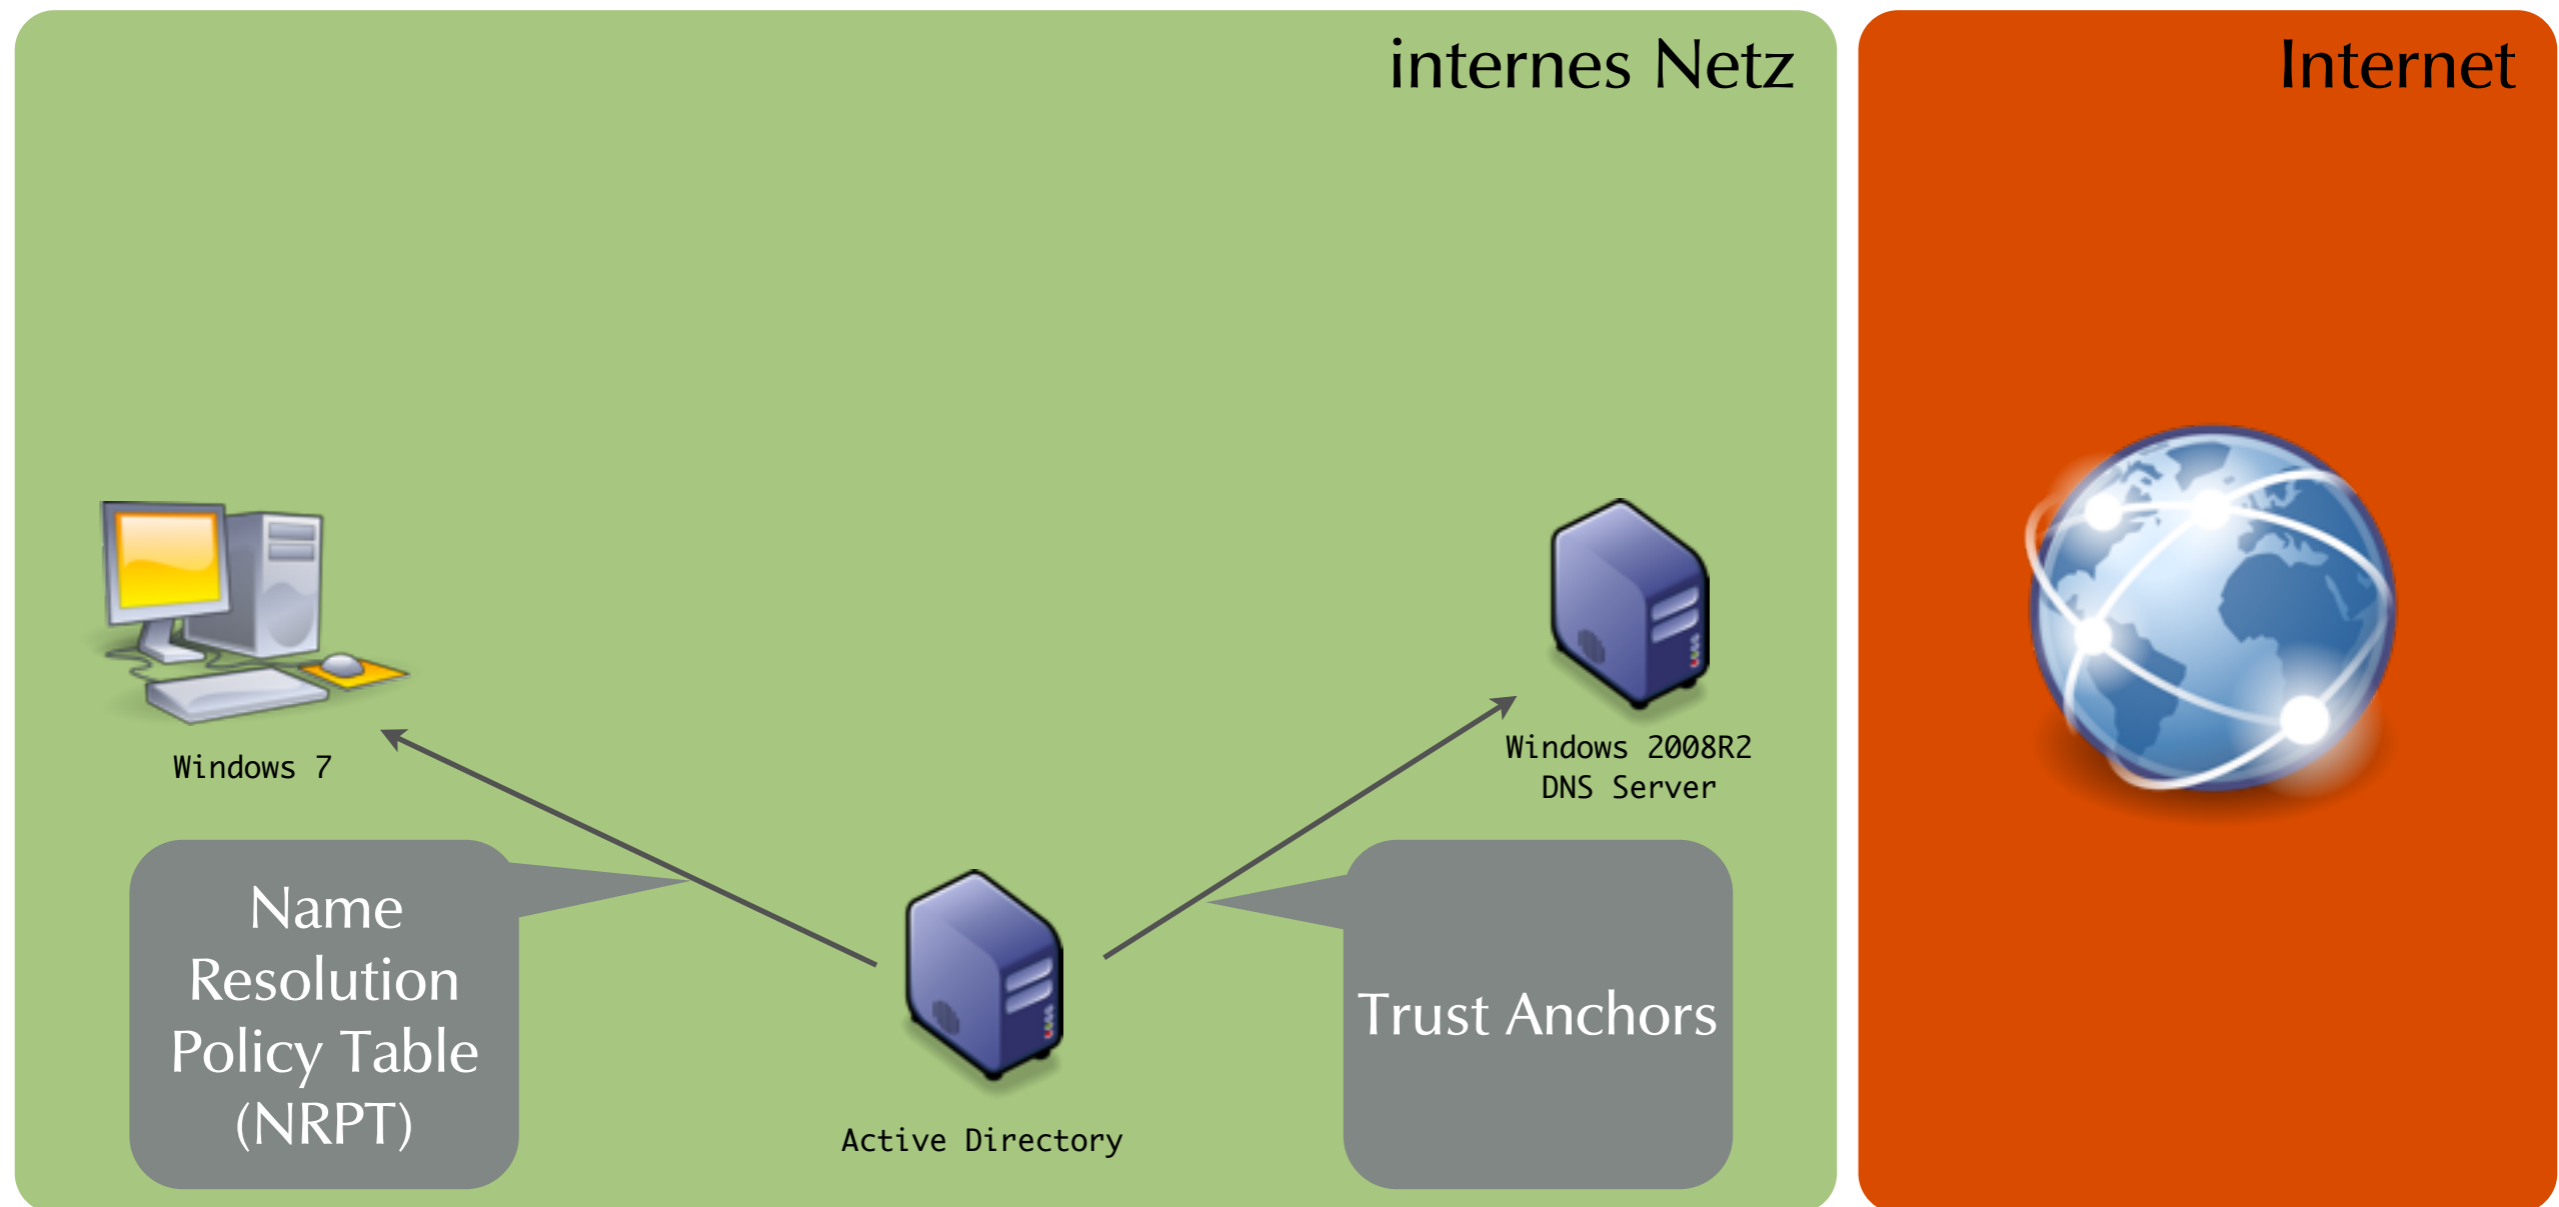 internes Netz
Internet
Windows 7
Windows 2008R2
DNS Server
Name
Resolution
Policy Table
(NRPT)
Trust Anchors
Active Directory